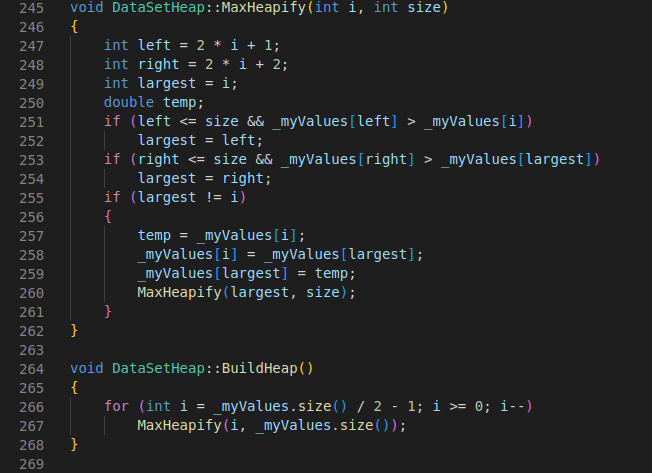 245 void DataSetHeap::MaxHeapify(int i, int size)
246 {
247     int left = 2 * i + 1;
248     int right = 2 * i + 2;
249     int largest = i;
250     double temp;
251     if (left <= size && _myValues[left] > _myValues[i])
252         largest = left;
253     if (right <= size && _myValues[right] > _myValues[largest])
254         largest = right;
255     if (largest != i)
256     {
257         temp = _myValues[i];
258         _myValues[i] = _myValues[largest];
259         _myValues[largest] = temp;
260         MaxHeapify(largest, size);
261     }
262 }
263
264 void DataSetHeap::BuildHeap()
265 {
266     for (int i = _myValues.size() / 2 - 1; i >= 0; i--)
267         MaxHeapify(i, _myValues.size());
268 }
269